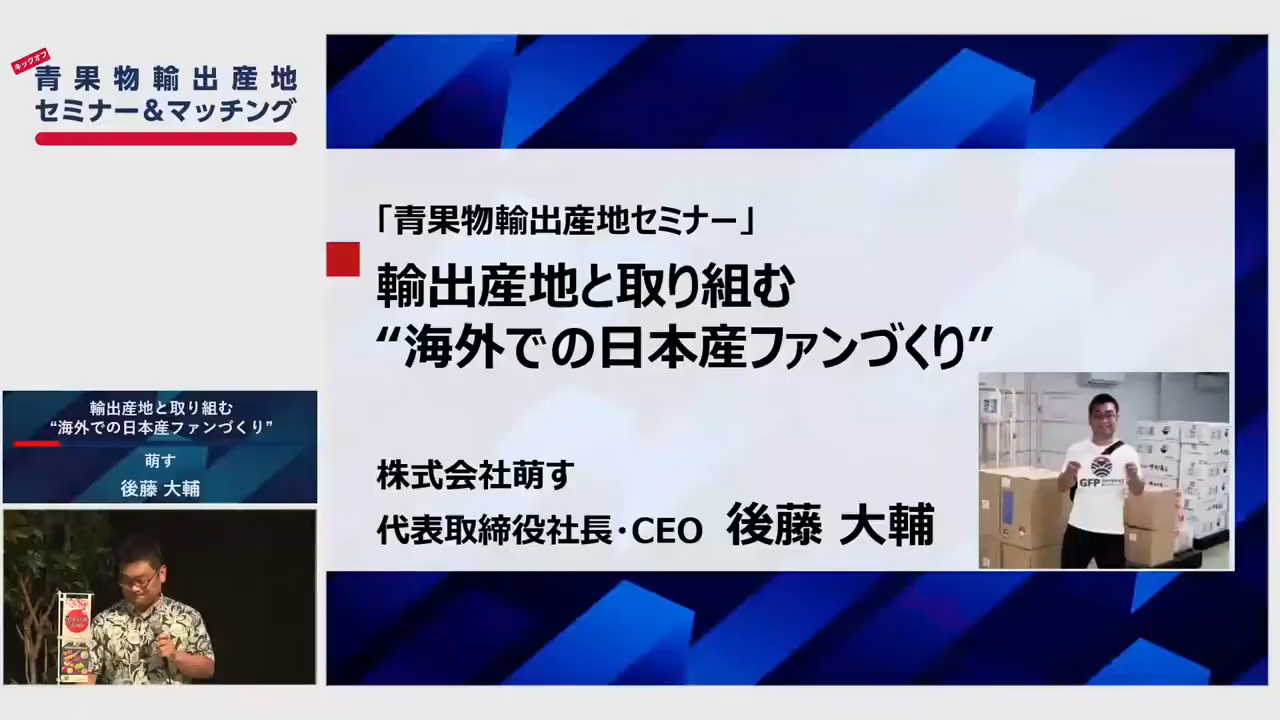 キックオフ
青果物輸出産地
セミナー&マッチング
「青果物輸出産地セミナー」
輸出産地と取り組む
“海外での日本産ファンづくり”
株式会社萌す
代表取締役社長・CEO 後藤 大輔
GFP
輸出産地と取り組む
“海外での日本産ファンづくり”
萌す
後藤 大輔